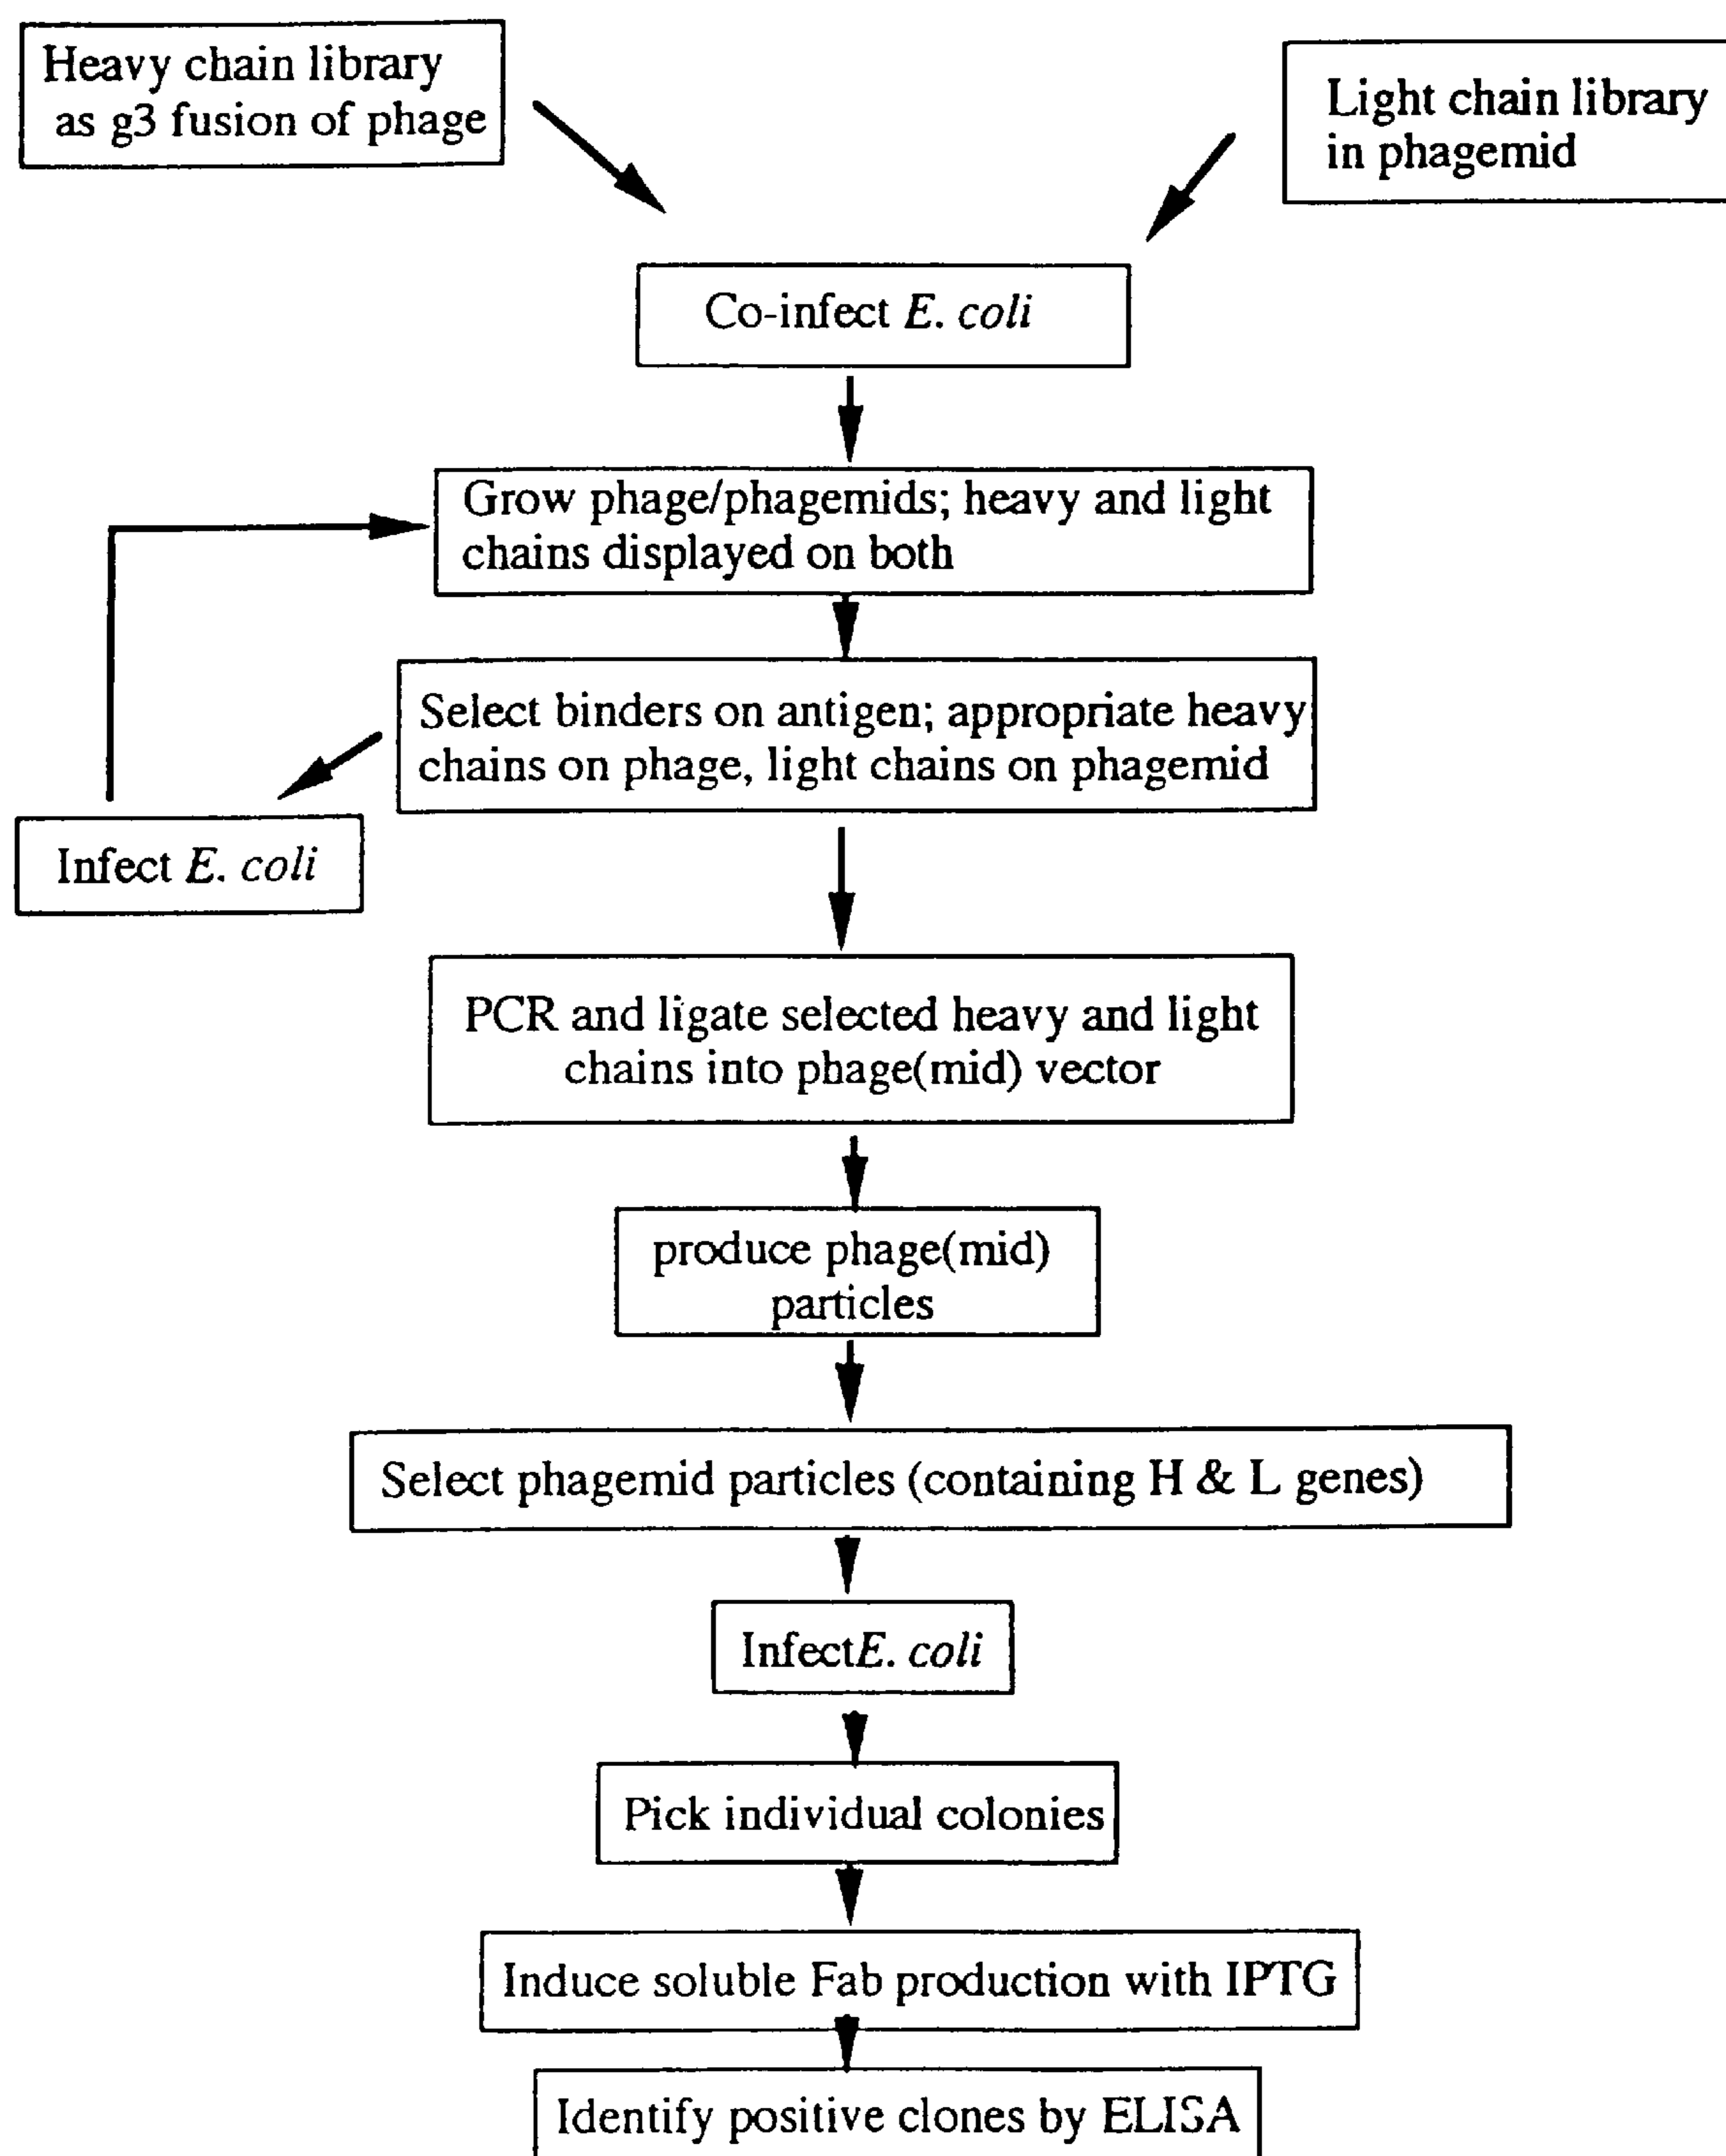 Heavy chain library
as g3 fusion of phage
Light chain library
in phagemid
Co-infect E. coli
Grow phage/phagemids; heavy and light
chains displayed on both
Select binders on antigen; appropriate heavy
chains on phage, light chains on phagemid
Infect E. coli
PCR and ligate selected heavy and light
chains into phage(mid) vector
produce phage(mid)
particles
Select phagemid particles (containing H & L genes)
InfectE. coli
Pick individual colonies
Induce soluble Fab production with IPTG
Identify positive clones by ELISA